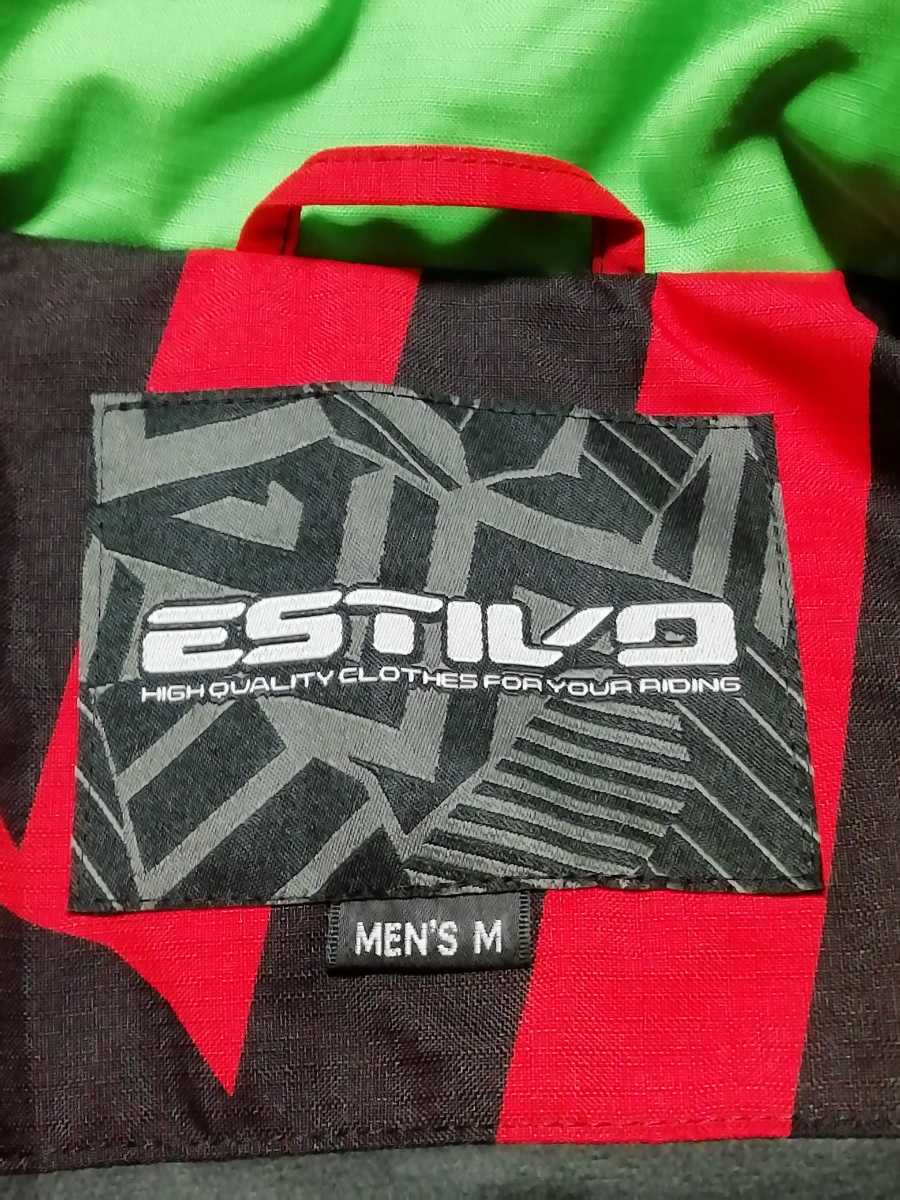 ESTIVO
HIGH QUALITY CLOTHES FOR YOUR RIDING
MEN'S M